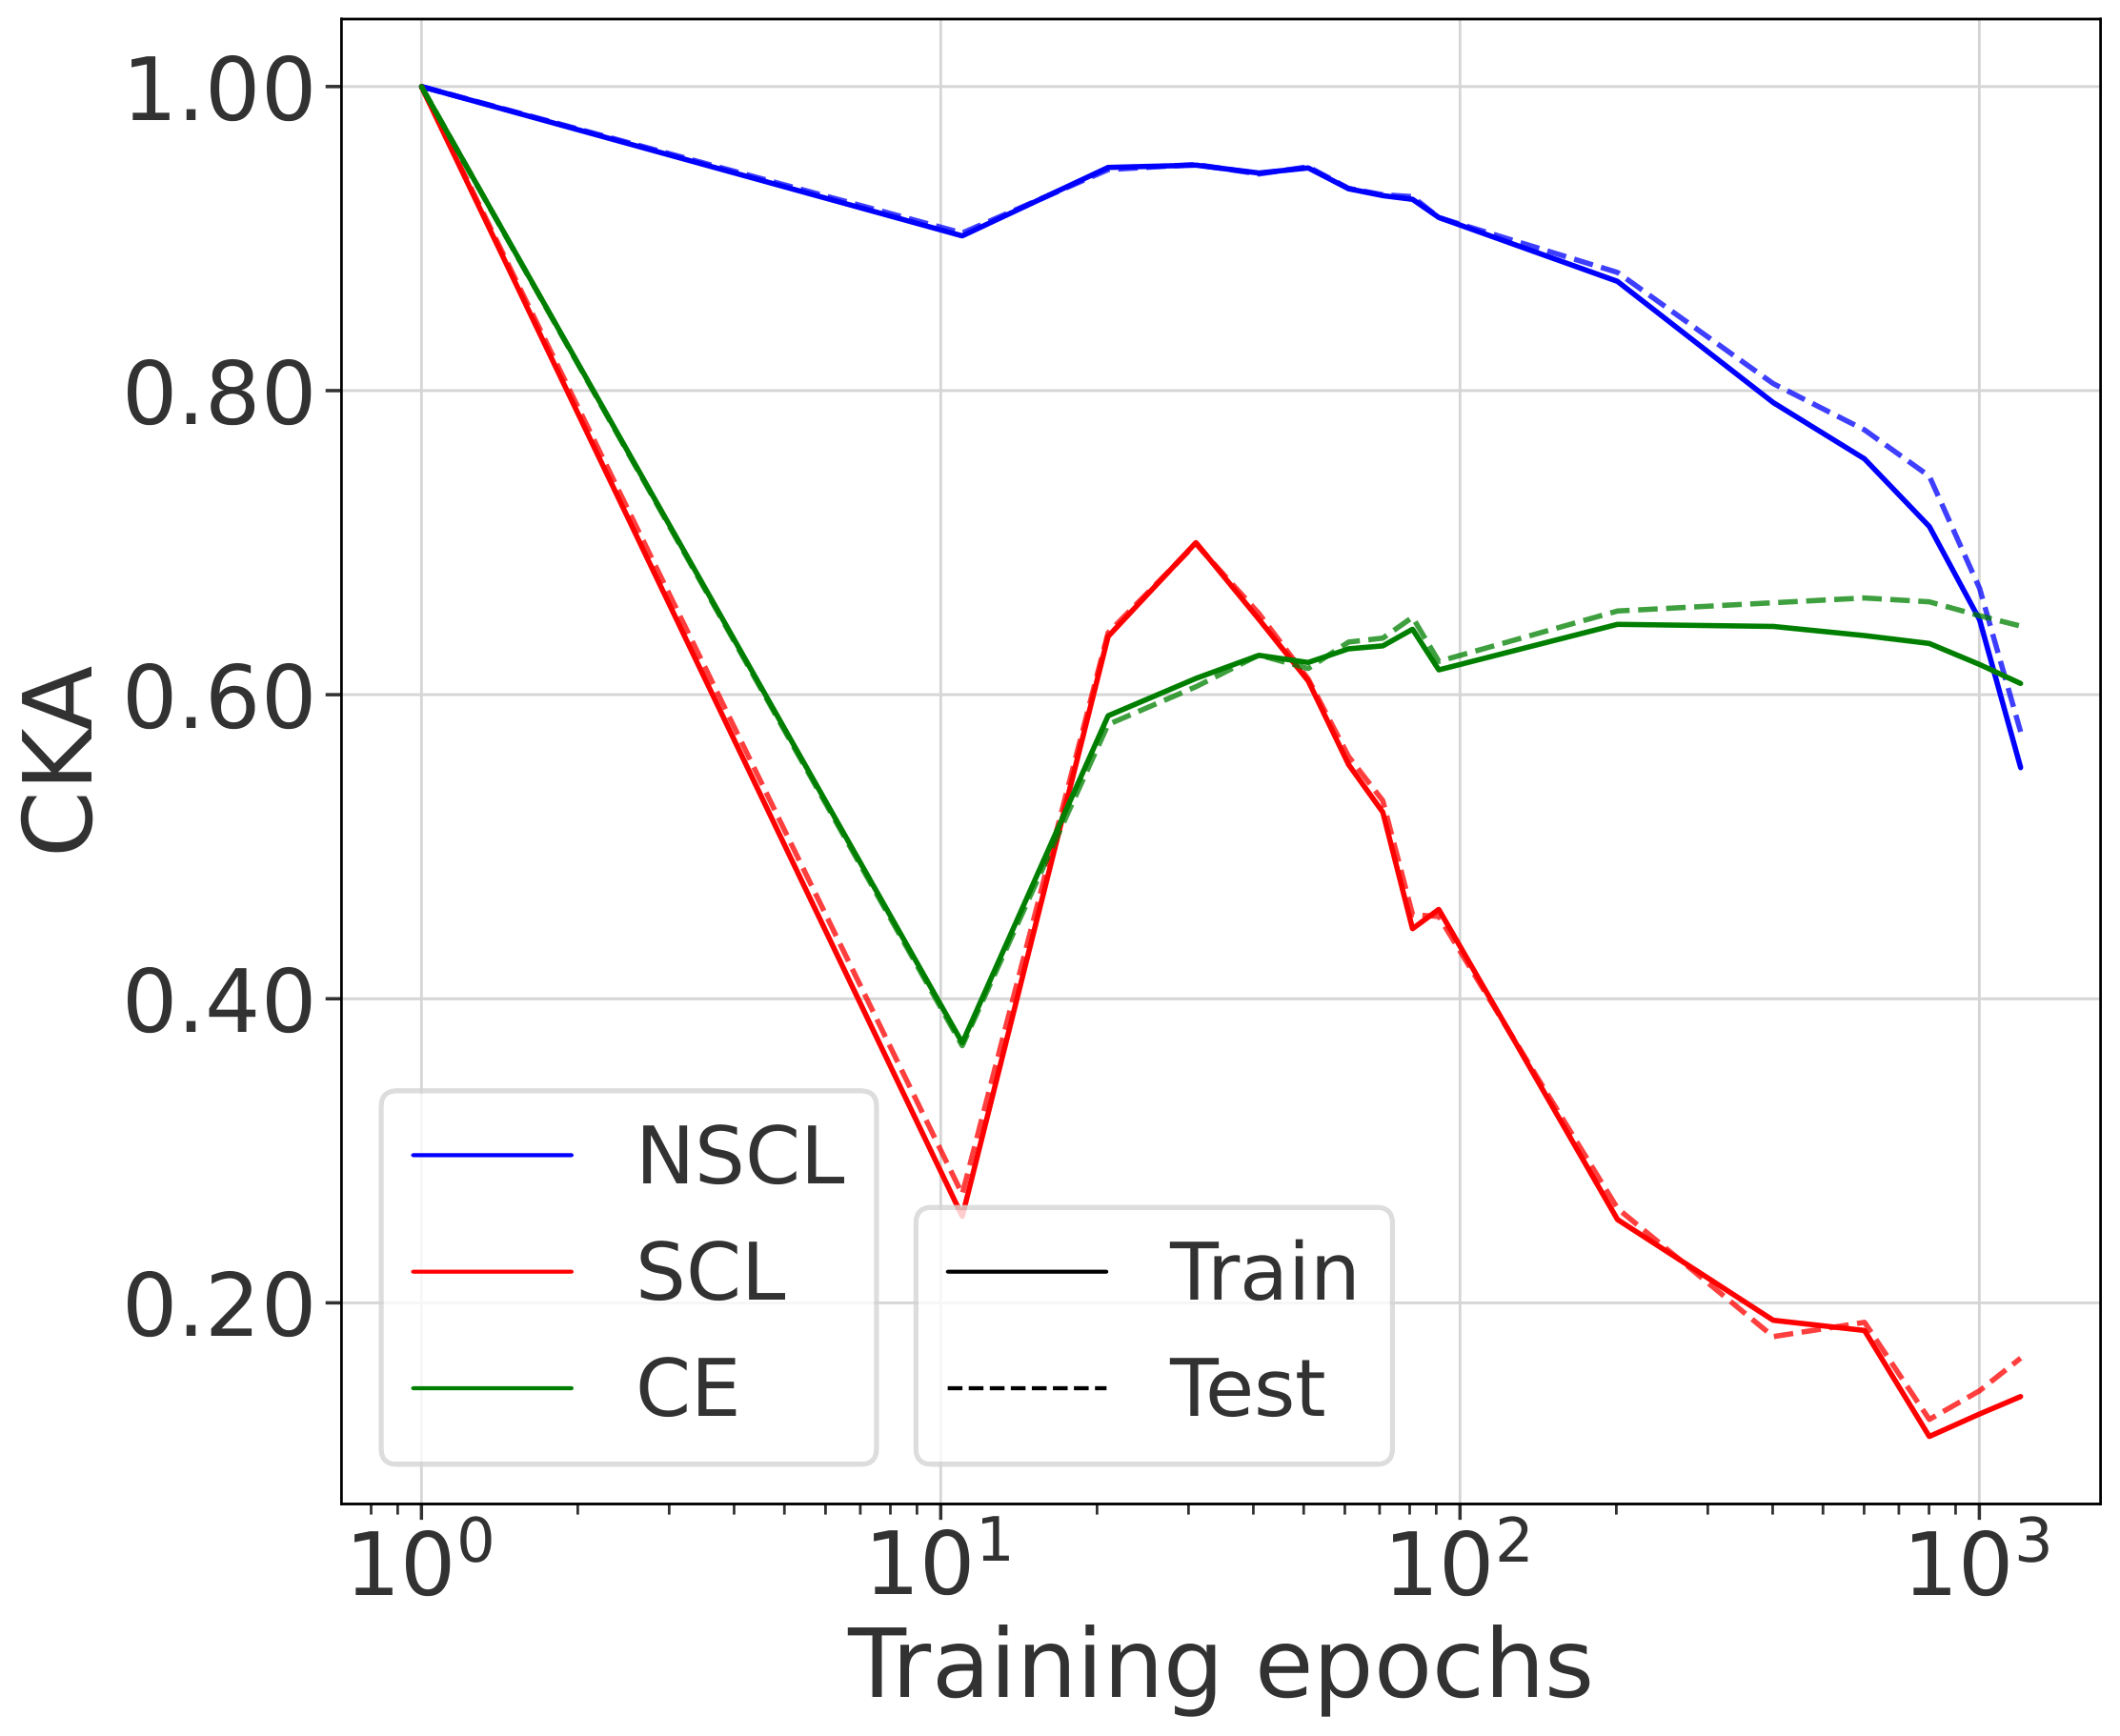 1.00
0.80
0.60
0.40
0.20
CKA
NSCL
SCL
CE
Train
Test
10⁰
10¹
10²
10³
Training epochs